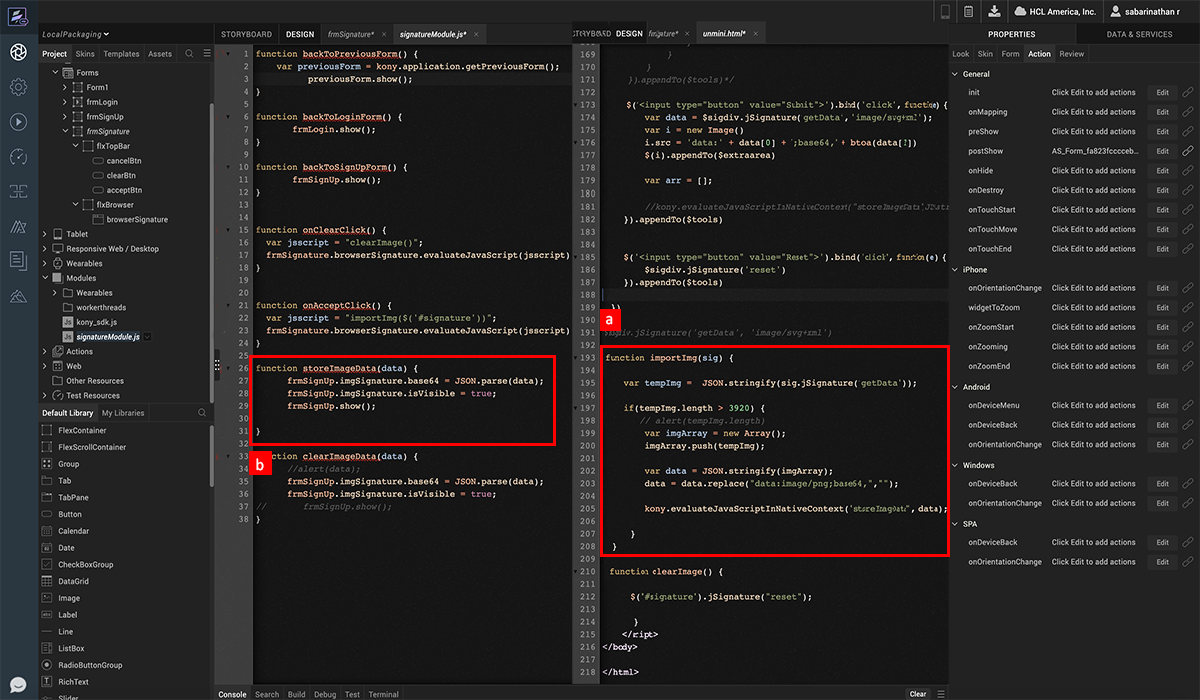 HCL America, Inc.
sabarinathan r
LocalPackaging
STORYBOARD
DESIGN
frmSignature*
signatureModule.js*
DESIGN
unmini.html*
PROPERTIES
DATA & SERVICES
Project
Skins
Templates
Assets
Look
Skin
Form
Action
Review
Forms
Form1
frmLogin
frmSignUp
frmSignature
flxTopBar
cancelBtn
clearBtn
acceptBtn
flxBrowser
browserSignature
Tablet
Responsive Web / Desktop
Wearables
Modules
Wearables
workerthreads
kony_sdk.js
signatureModule.js
Actions
Web
Other Resources
Test Resources
Default Library
My Libraries
FlexContainer
FlexScrollContainer
Group
Tab
TabPane
Button
Calendar
Date
CheckBoxGroup
DataGrid
Image
Label
Line
ListBox
RadioButtonGroup
RichText
Slider
1 function backToPreviousForm() {
2 var previousForm = kony.application.getPreviousForm();
3 previousForm.show();
4 }
5
6 function backToLoginForm() {
7 frmLogin.show();
8 }
9
10 function backToSignUpForm() {
11 frmSignUp.show();
12 }
13
14
15 function onClearClick() {
16 var jsscript = "clearImage()";
17 frmSignature.browserSignature.evaluateJavaScript(jsscript)
18 }
19
20
21 function onAcceptClick() {
22 var jsscript = "importImg($('#signature'))";
23 frmSignature.browserSignature.evaluateJavaScript(jsscript)
24 }
25
26 function storeImageData(data) {
27 frmSignUp.imgSignature.base64 = JSON.parse(data);
28 frmSignUp.imgSignature.isVisible = true;
29 frmSignUp.show();
30
31 }
32
b
33 ction clearImageData(data) {
34 //alert(data);
35 frmSignUp.imgSignature.base64 = JSON.parse(data);
36 frmSignUp.imgSignature.isVisible = true;
37 // frmSignUp.show();
38 }
169 }
170 }
171 }).appendTo($tools)*/
172
173 $('<input type="button" value="Submit">').bind('click', function() {
174 var data = $sigdiv.jSignature('getData','image/svg+xml');
175 var i = new Image()
176 i.src = 'data:' + data[0] + ';base64,' + btoa(data[1])
177 $(i).appendTo($extraarea)
178
179 var arr = [];
180
181 //kony.evaluateJavaScriptInNativeContext("storeImageData"
182 }).appendTo($tools)
183
184
185 $('<input type="button" value="Reset">').bind('click', function(e) {
186 $sigdiv.jSignature('reset')
187 }).appendTo($tools)
188
189 })
a
190
191 .jSignature('getData', 'image/svg+xml')
192
193 function importImg(sig) {
194
195 var tempImg = JSON.stringify(sig.jSignature('getData'));
196
197 if(tempImg.length > 3920) {
198 // alert(tempImg.length)
199 var imgArray = new Array();
200 imgArray.push(tempImg);
201
202 var data = JSON.stringify(imgArray);
203 data = data.replace("data:image/png;base64,","");
204
205 kony.evaluateJavaScriptInNativeContext("storeImageData", data);
206
207 }
208 }
209
210 function clearImage() {
211
212 $('#signature').jSignature("reset");
213
214 }
215 </ript>
216 </body>
217
218 </html>
General
init Click Edit to add actions Edit
onMapping Click Edit to add actions Edit
preShow Click Edit to add actions Edit
postShow AS_Form_fa823fcccceb... Edit
onHide Click Edit to add actions Edit
onDestroy Click Edit to add actions Edit
onTouchStart Click Edit to add actions Edit
onTouchMove Click Edit to add actions Edit
onTouchEnd Click Edit to add actions Edit
iPhone
onOrientationChange Click Edit to add actions Edit
widgetToZoom Click Edit to add actions Edit
onZoomStart Click Edit to add actions Edit
onZooming Click Edit to add actions Edit
onZoomEnd Click Edit to add actions Edit
Android
onDeviceMenu Click Edit to add actions Edit
onDeviceBack Click Edit to add actions Edit
onOrientationChange Click Edit to add actions Edit
Windows
onDeviceBack Click Edit to add actions Edit
onOrientationChange Click Edit to add actions Edit
SPA
onDeviceBack Click Edit to add actions Edit
onOrientationChange Click Edit to add actions Edit
Console
Search
Build
Debug
Test
Terminal
Clear